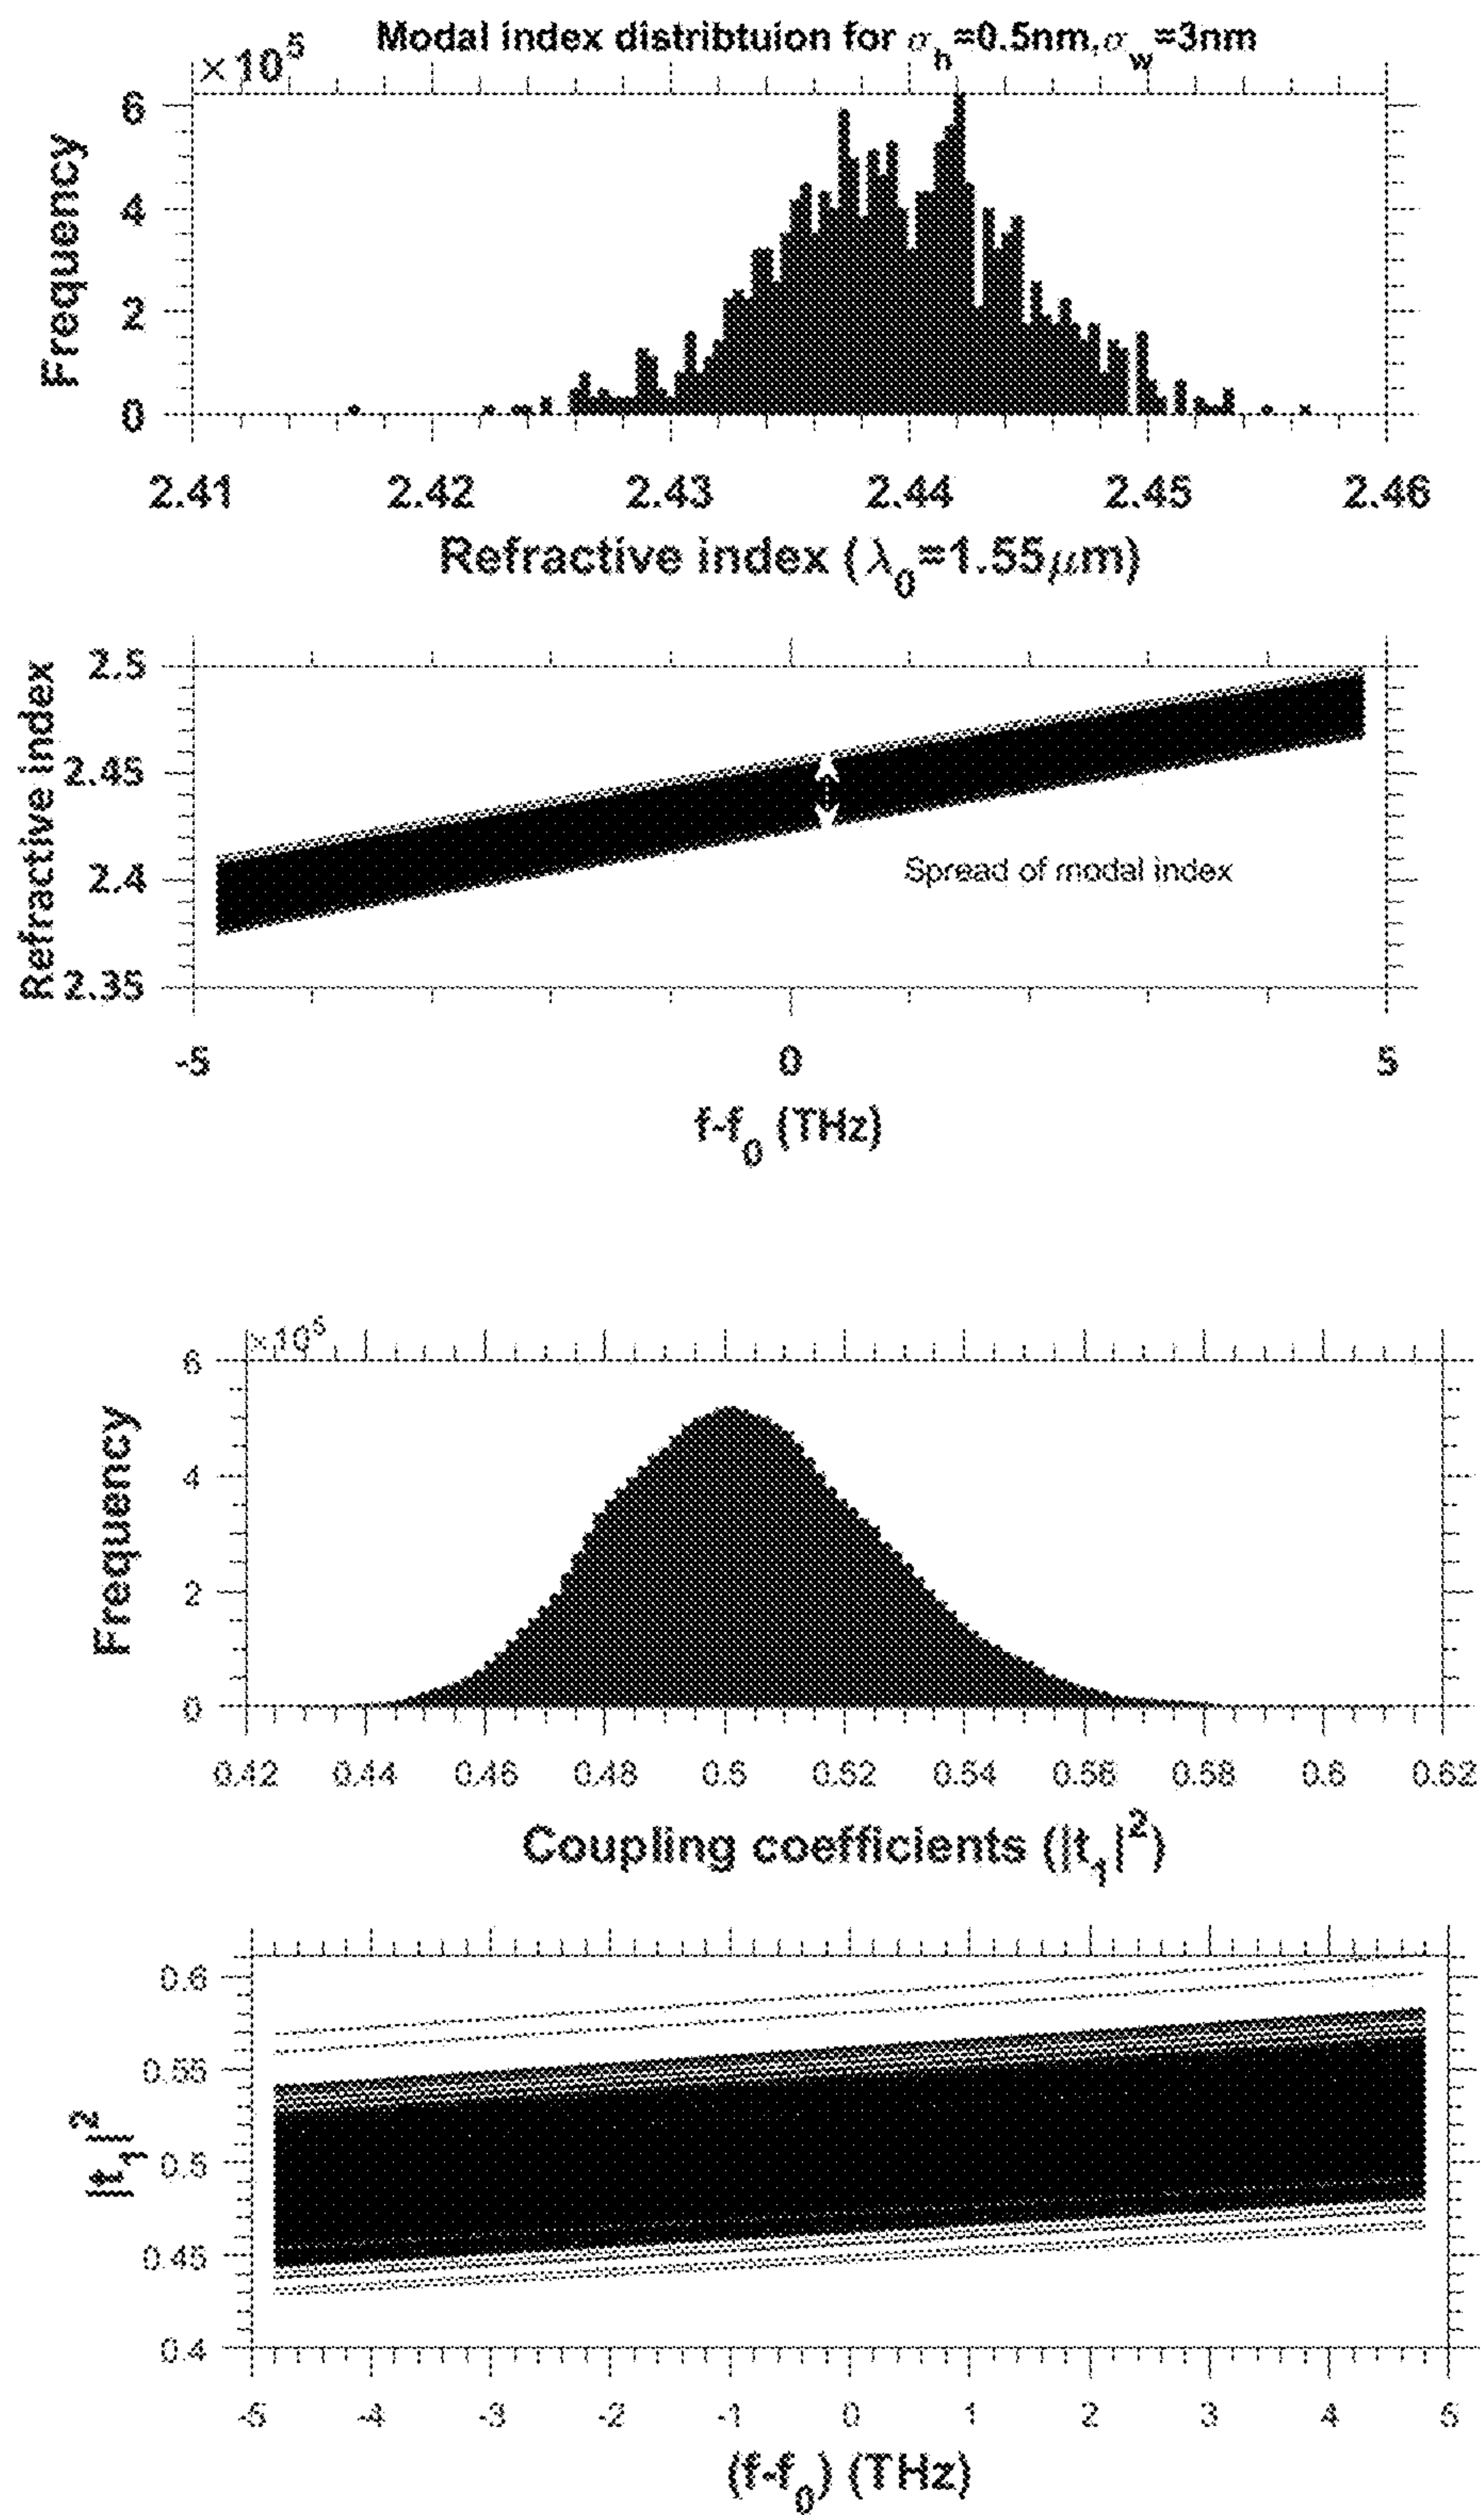 Modal index distribtuion for σh=0.5nm,σw=3nm
×10^5
Frequency
6
4
2
0
2.41 2.42 2.43 2.44 2.45 2.46
Refractive index (λ0=1.55μm)
Refractive index
2.5
2.45
2.4
2.35
Spread of modal index
-5 0 5
f-f0 (THz)
×10^5
Frequency
6
4
2
0
0.42 0.44 0.46 0.48 0.5 0.52 0.54 0.56 0.58 0.6 0.62
Coupling coefficients (|t1|^2)
|t1|^2
0.6
0.55
0.5
0.45
0.4
-5 -4 -3 -2 -1 0 1 2 3 4 5
(f-f0) (THz)